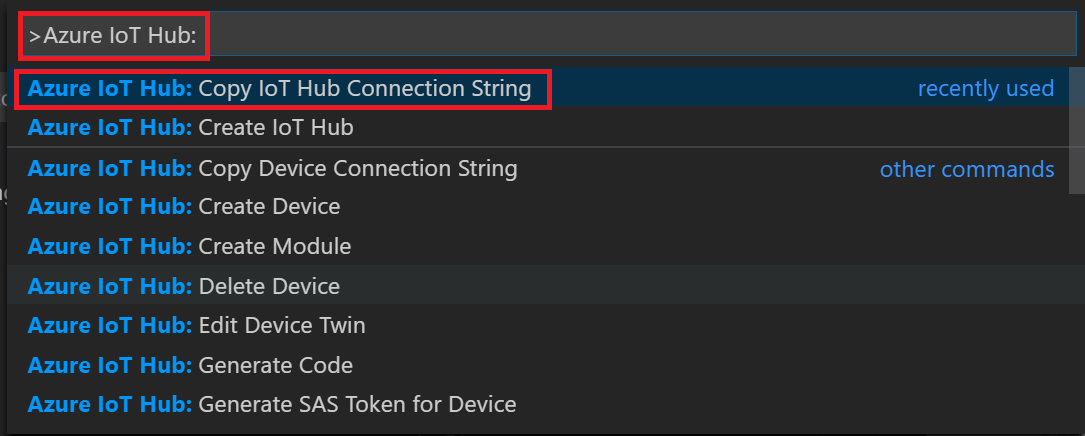 >Azure IoT Hub:
Azure IoT Hub: Copy IoT Hub Connection String recently used
Azure IoT Hub: Create IoT Hub
Azure IoT Hub: Copy Device Connection String other commands
Azure IoT Hub: Create Device
Azure IoT Hub: Create Module
Azure IoT Hub: Delete Device
Azure IoT Hub: Edit Device Twin
Azure IoT Hub: Generate Code
Azure IoT Hub: Generate SAS Token for Device